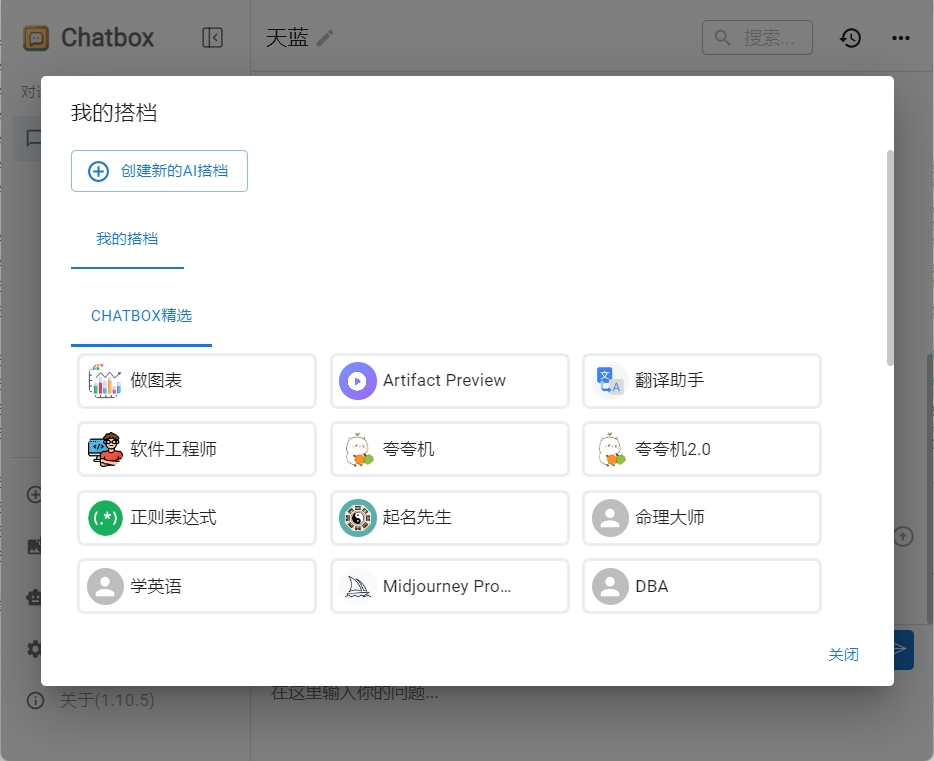 Chatbox
天蓝
搜索...
我的搭档
创建新的AI搭档
我的搭档
CHATBOX精选
做图表
Artifact Preview
翻译助手
软件工程师
夸夸机
夸夸机2.0
正则表达式
起名先生
命理大师
学英语
Midjourney Pro...
DBA
关闭
在这里输入你的问题...
关于(1.10.5)